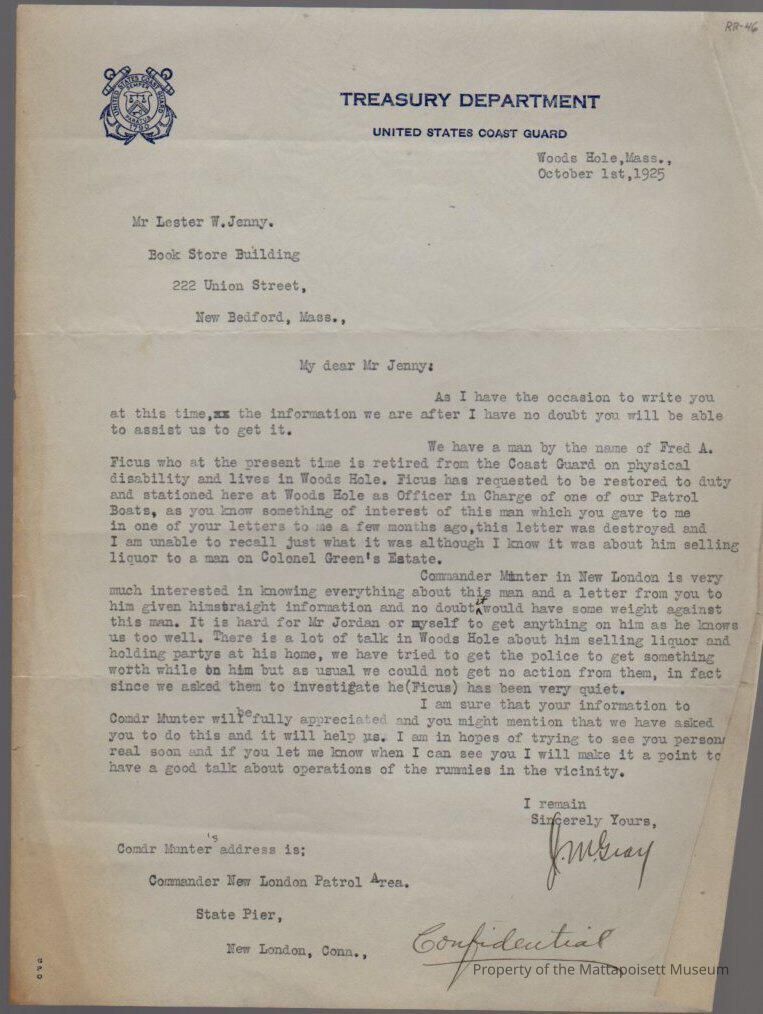 RR-46
UNITED STATES COAST GUARD
SEMPER
PARATUS
1790
TREASURY DEPARTMENT
UNITED STATES COAST GUARD
Woods Hole,Mass.,
October 1st,1925
Mr Lester W.Jenny.
Book Store Building
222 Union Street,
New Bedford, Mass.,
My dear Mr Jenny:
As I have the occasion to write you
at this time,xx the information we are after I have no doubt you will be able
to assist us to get it.
We have a man by the name of Fred A.
Ficus who at the present time is retired from the Coast Guard on physical
disability and lives in Woods Hole. Ficus has requested to be restored to duty
and stationed here at Woods Hole as Officer in Charge of one of our Patrol
Boats, as you know something of interest of this man which you gave to me
in one of your letters to me a few months ago,this letter was destroyed and
I am unable to recall just what it was although I know it was about him selling
liquor to a man on Colonel Green's Estate.
Commander Munter in New London is very
much interested in knowing everything about this man and a letter from you to
him given himstraight information and no doubt it would have some weight against
this man. It is hard for Mr Jordan or myself to get anything on him as he knows
us too well. There is a lot of talk in Woods Hole about him selling liquor and
holding partys at his home, we have tried to get the police to get something
worth while on him but as usual we could not get no action from them, in fact
since we asked them to investigate he(Ficus) has been very quiet.
I am sure that your information to
Comdr Munter will be fully appreciated and you might mention that we have asked
you to do this and it will help us. I am in hopes of trying to see you person
real soon and if you let me know when I can see you I will make it a point to
have a good talk about operations of the rummies in the vicinity.
I remain
Sincerely Yours,
J. McGray
Comdr Munter's address is;
Commander New London Patrol Area.
State Pier,
New London, Conn.,
Confidential
Property of the Mattapoisett Museum